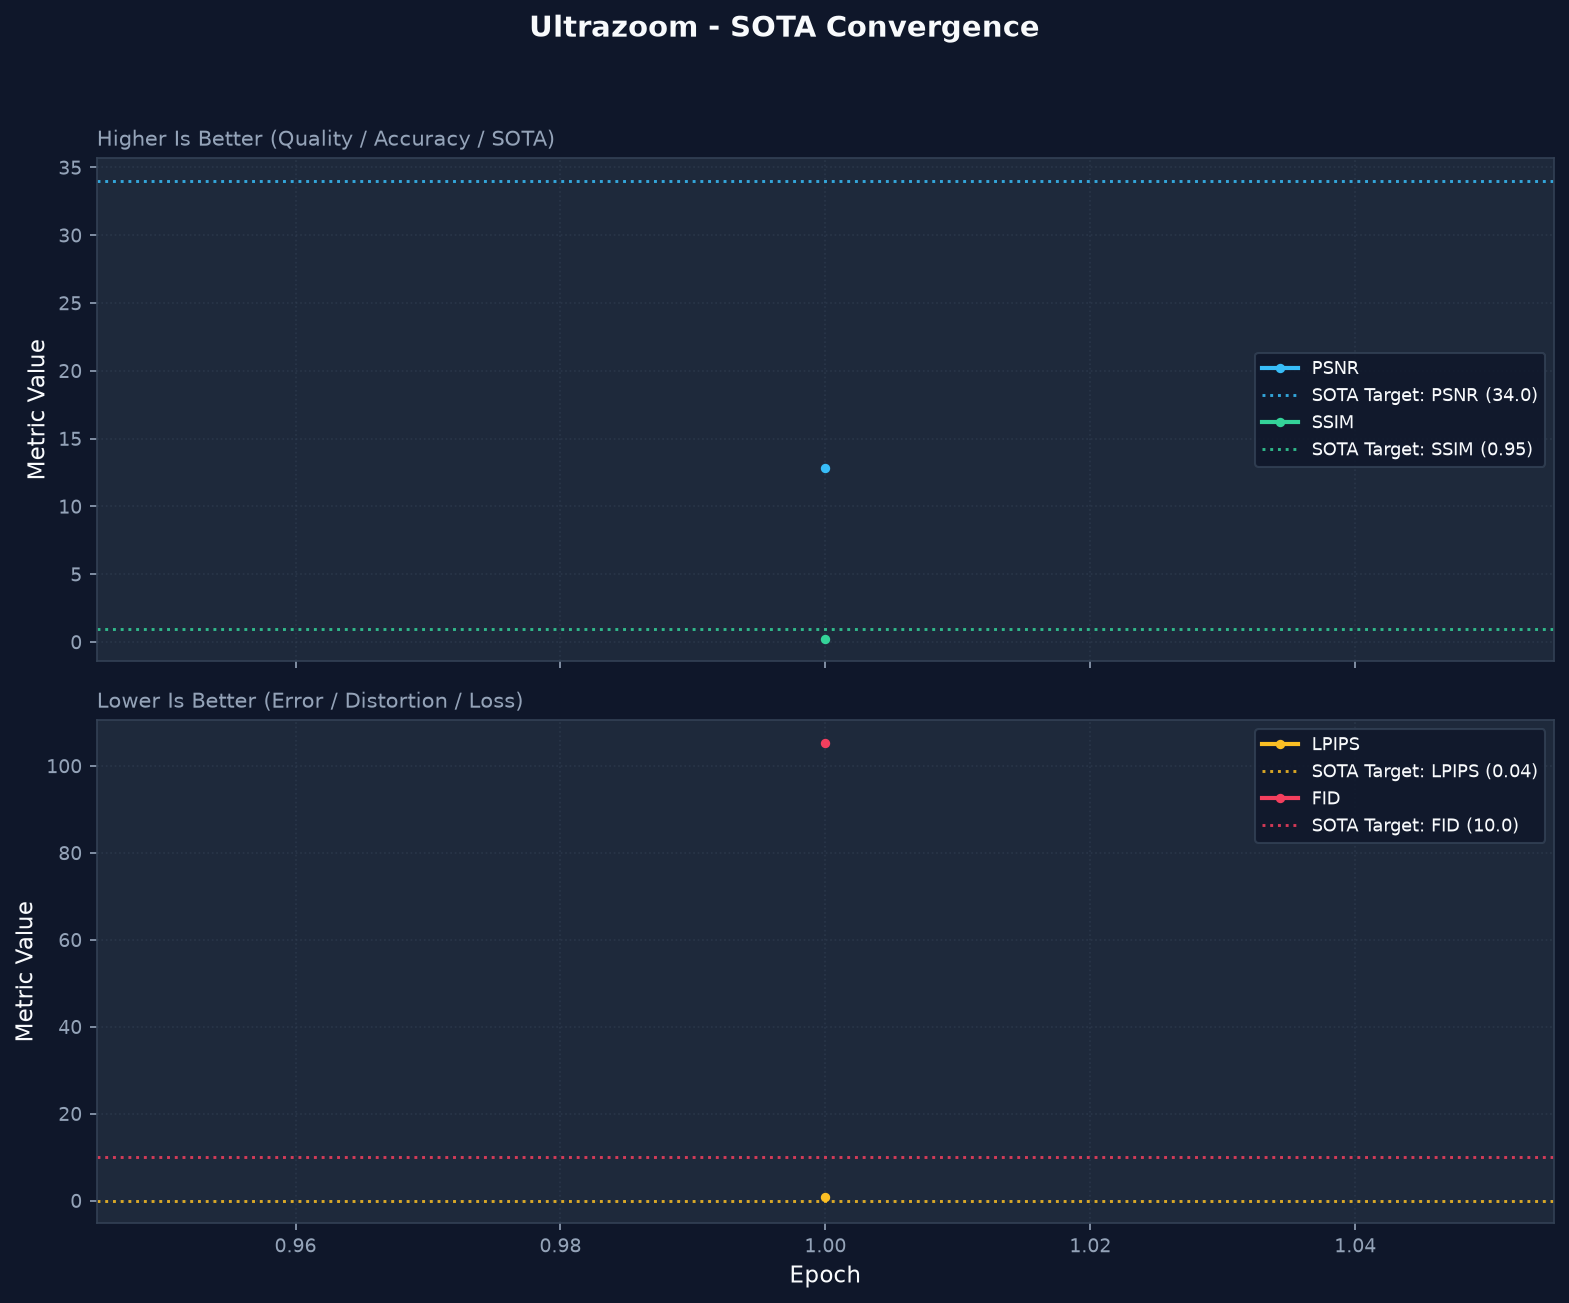 Ultrazoom - SOTA Convergence
Higher Is Better (Quality / Accuracy / SOTA)
35
30
25
20
15
10
5
0
Metric Value
PSNR
SOTA Target: PSNR (34.0)
SSIM
SOTA Target: SSIM (0.95)
Lower Is Better (Error / Distortion / Loss)
100
80
60
40
20
0
Metric Value
LPIPS
SOTA Target: LPIPS (0.04)
FID
SOTA Target: FID (10.0)
0.96 0.98 1.00 1.02 1.04
Epoch